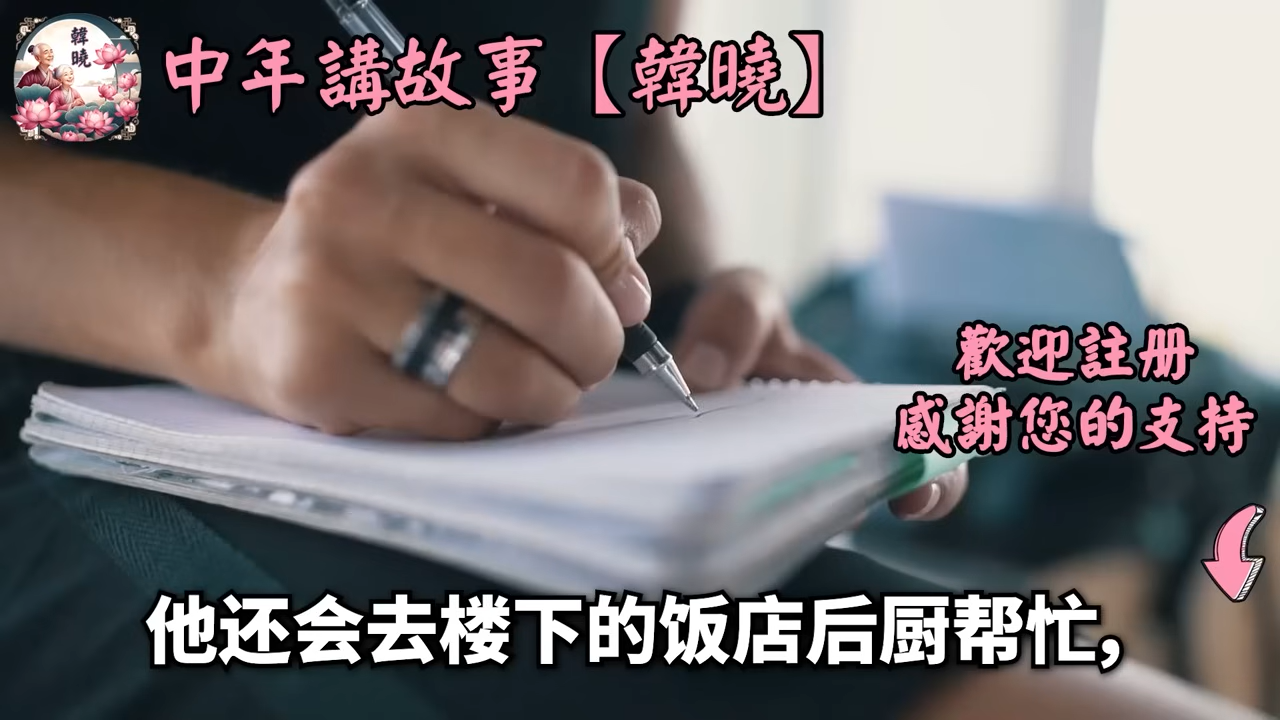 韓曉
中年講故事【韓曉】
歡迎註册
感謝您的支持
他还会去楼下的饭店后厨帮忙,